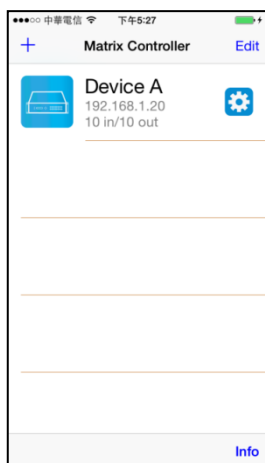 中華電信 下午5:27
+ Matrix Controller Edit
Device A
192.168.1.20
10 in/10 out
Info